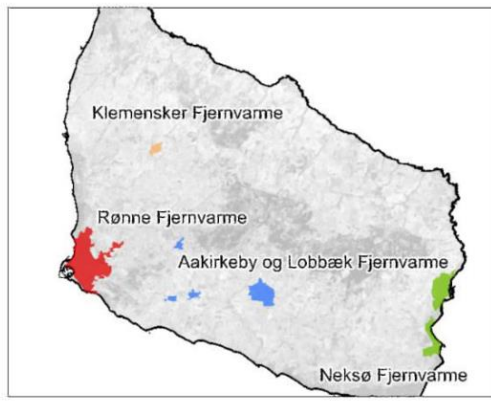 Klemensker Fjernvarme
Rønne Fjernvarme
Aakirkeby og Lobbæk Fjernvarme
Neksø Fjernvarme